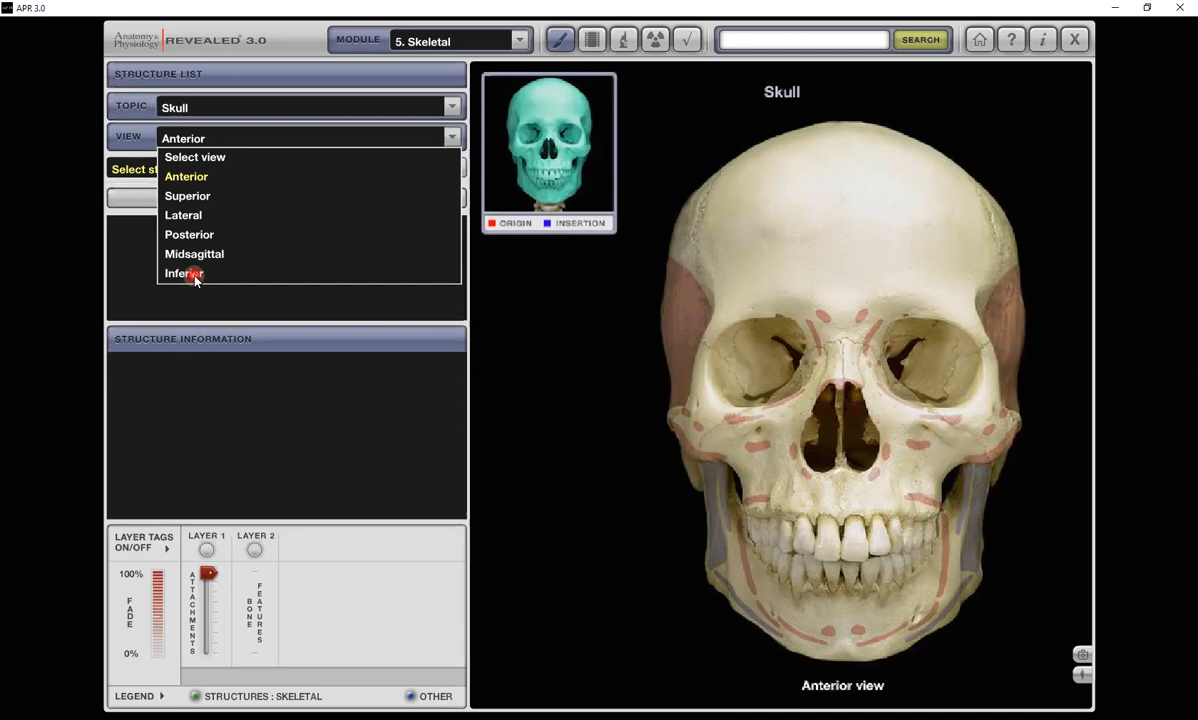 APR 3.0
Anatomy & Physiology REVEALED® 3.0
MODULE 5. Skeletal
SEARCH
? i X
STRUCTURE LIST
TOPIC Skull
VIEW Anterior
Select view
Select st
Anterior
Superior
Lateral
Posterior
Midsagittal
Inferior
ORIGIN INSERTION
Skull
STRUCTURE INFORMATION
LAYER TAGS
ON/OFF
LAYER 1 LAYER 2
100%
FADE
0%
ATTACHMENTS
BONE FEATURES
LEGEND STRUCTURES : SKELETAL OTHER
Anterior view